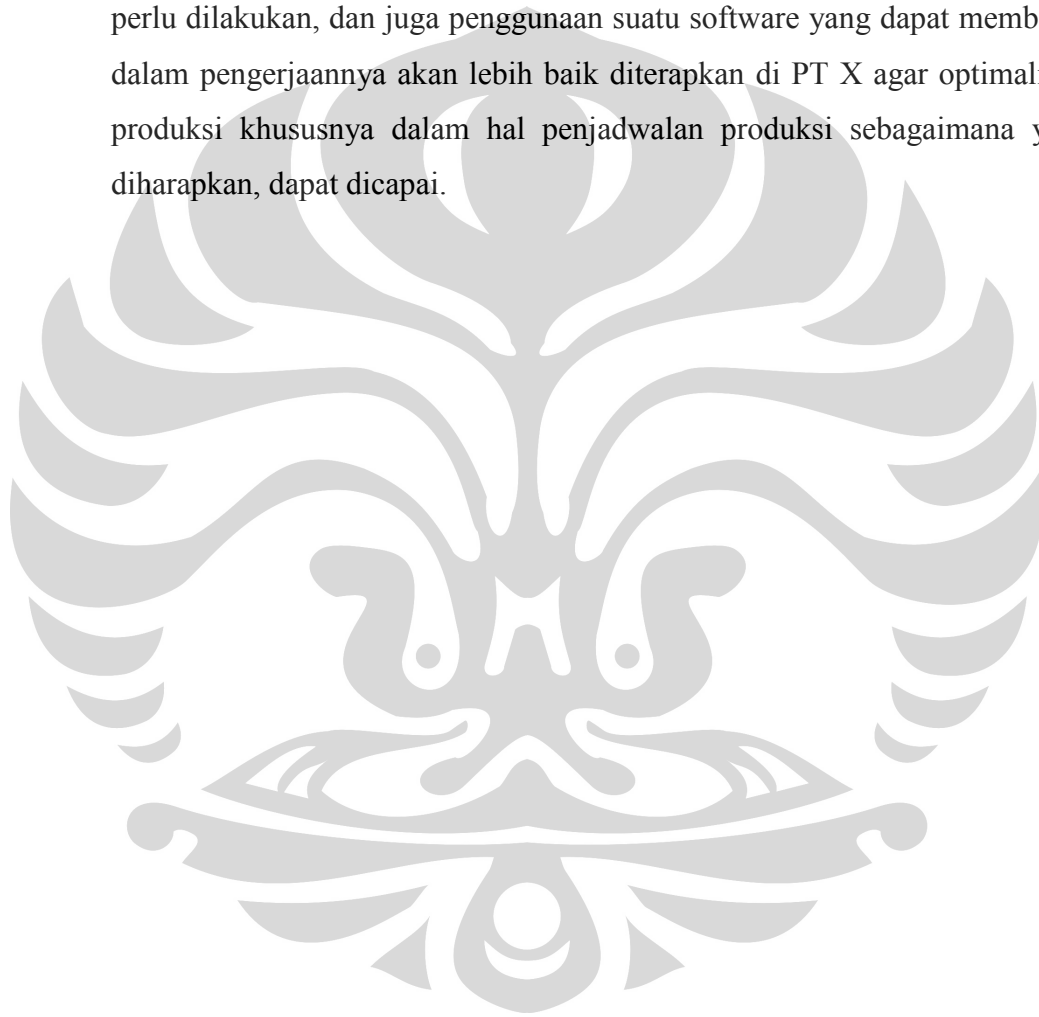 perlu dilakukan, dan juga penggunaan suatu software yang dapat memb
dalam pengerjaannya akan lebih baik diterapkan di PT X agar optimali
produksi khususnya dalam hal penjadwalan produksi sebagaimana y
diharapkan, dapat dicapai.